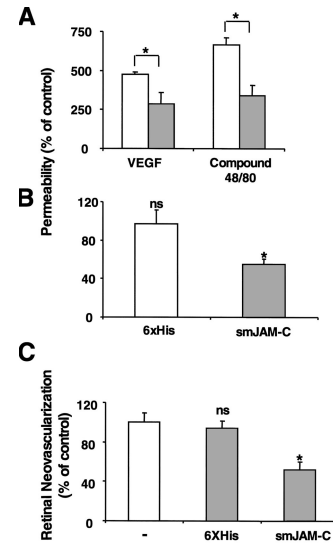 A
Permeability (% of control)
750
500
250
0
*
*
VEGF
Compound
48/80
B
120
80
40
0
ns
*
6xHis
smJAM-C
C
Retinal Neovascularization
(% of control)
120
80
40
0
ns
*
-
6XHis
smJAM-C